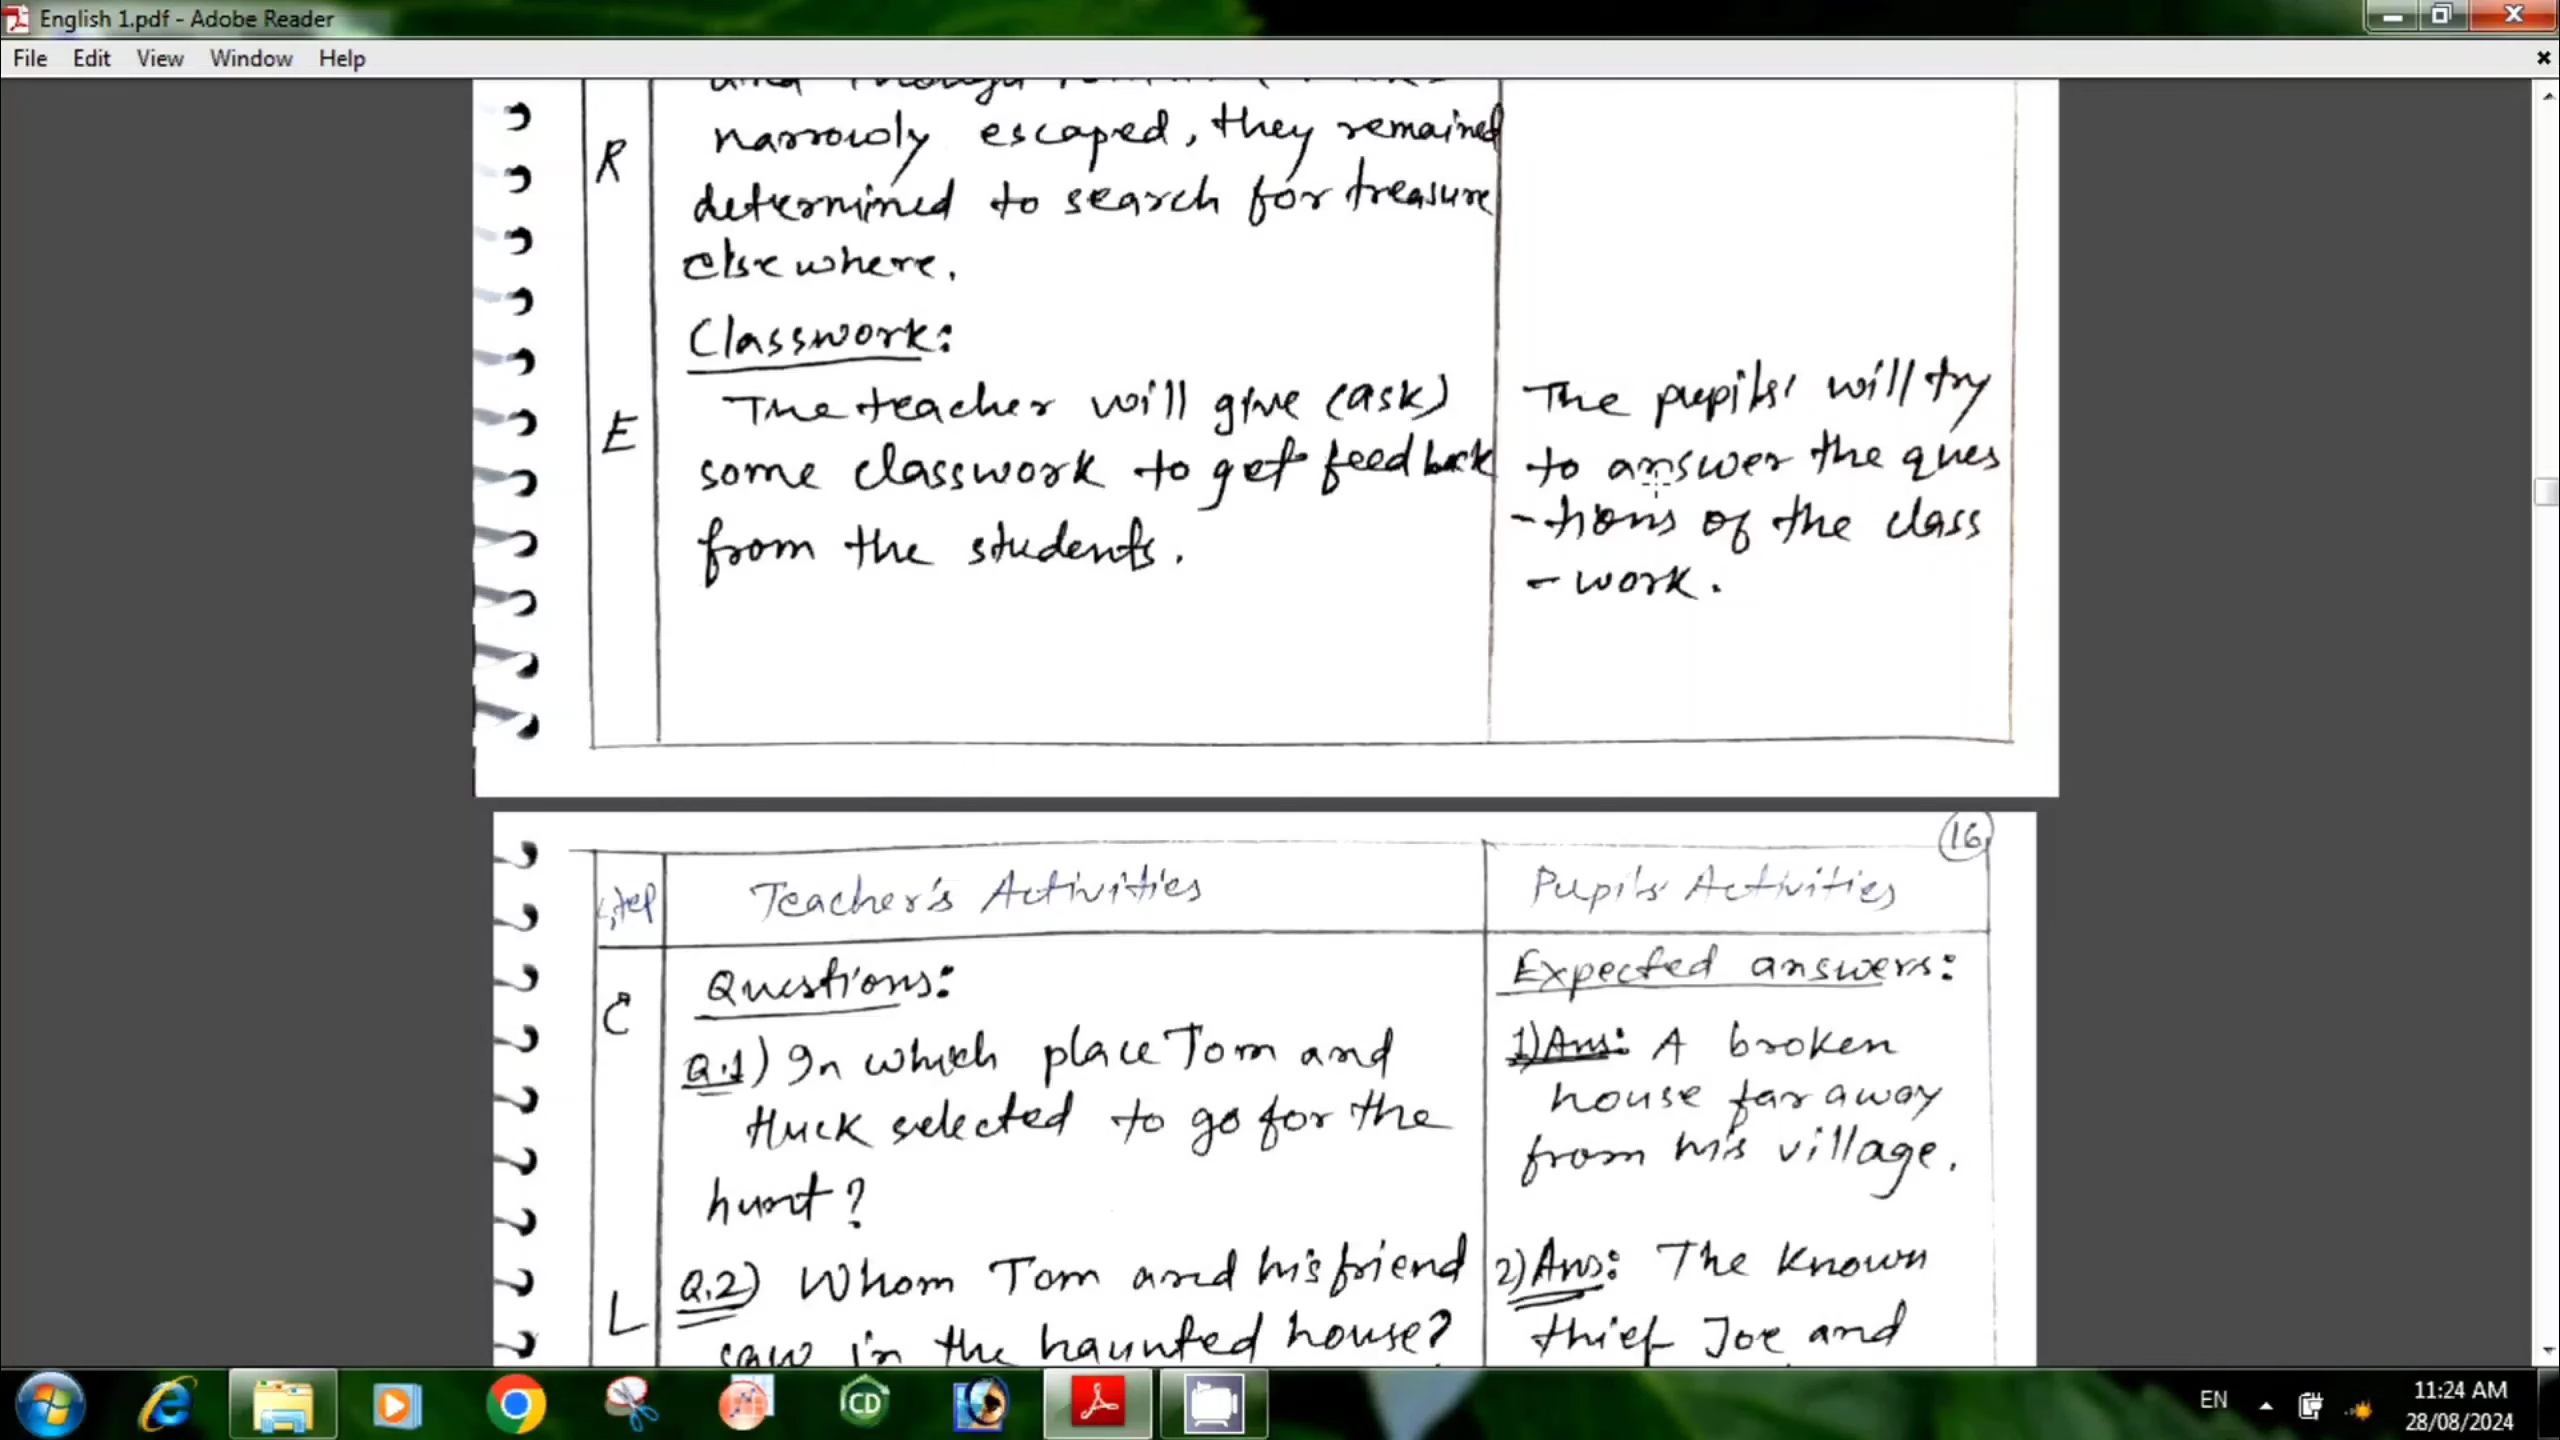 English 1.pdf - Adobe Reader
File Edit View Window Help
narrowly escaped, they remained
R
determined to search for treasure
elsewhere.
Classwork:
The teacher will give (ask)
E
some classwork to get feedback
from the students.
The pupils' will try
to answer the ques
-tions of the class
-work.
16
Step
Teacher's Activities
Pupils' Activities
C
Questions:
Q.1) In which place Tom and
Huck selected to go for the
hunt?
L
Q.2) Whom Tom and his friend
saw in the haunted house?
Expected answers:
1) Ans: A broken
house far away
from his village.
2) Ans: The known
thief Joe and
CD
EN
11:24 AM
28/08/2024